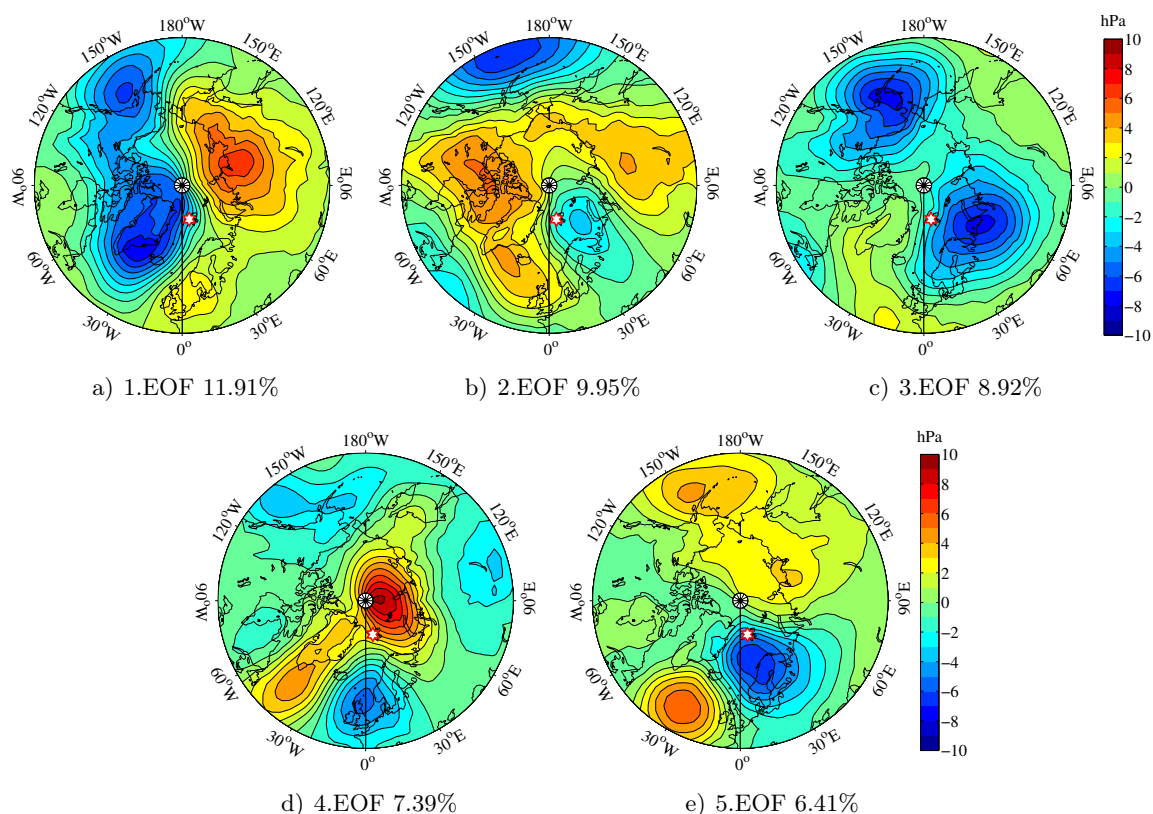 hPa
180°W
150°W
150°E
120°W
120°E
90°W
90°E
60°W
60°E
30°W
30°E
0°
180°W
150°W
150°E
120°W
120°E
90°W
90°E
60°W
60°E
30°W
30°E
0°
180°W
150°W
150°E
120°W
120°E
90°W
90°E
60°W
60°E
30°W
30°E
0°
10
8
6
4
2
0
−2
−4
−6
−8
−10
a) 1.EOF 11.91%
b) 2.EOF 9.95%
c) 3.EOF 8.92%
hPa
180°W
150°W
150°E
120°W
120°E
90°W
90°E
60°W
60°E
30°W
30°E
0°
180°W
150°W
150°E
120°W
120°E
90°W
90°E
60°W
60°E
30°W
30°E
0°
10
8
6
4
2
0
−2
−4
−6
−8
−10
d) 4.EOF 7.39%
e) 5.EOF 6.41%